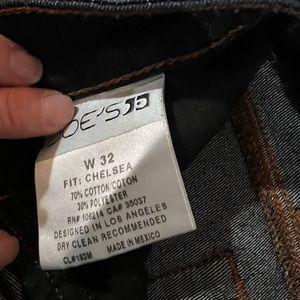 JOE'S
W 32
FIT: CHELSEA
70% COTTON COTON
30% POLYESTER
RN# 106214 CA# 35037
DESIGNED IN LOS ANGELES
DRY CLEAN RECOMMENDED
CL#193M MADE IN MEXICO